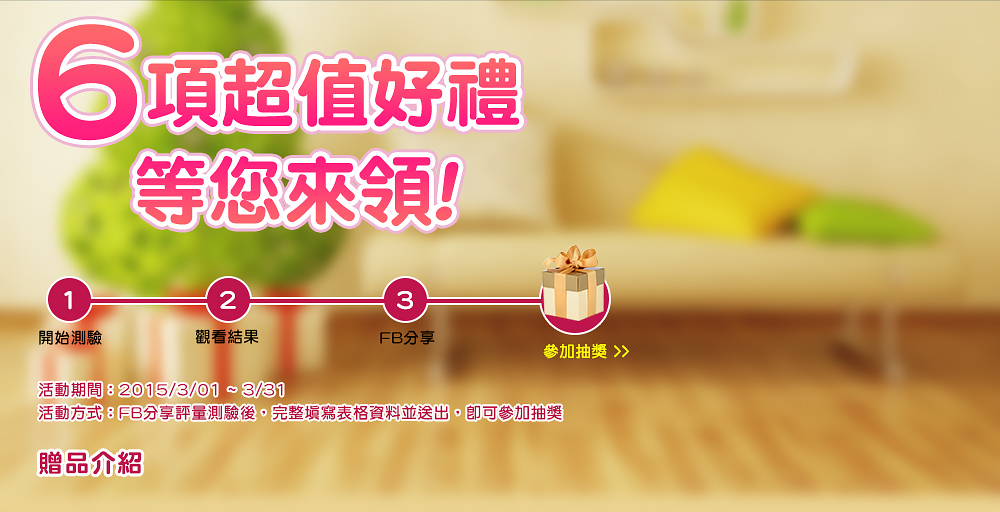 6項超值好禮
等您來領!
1
2
3
開始測驗
觀看結果
FB分享
參加抽獎 >>
活動期間：2015/3/01 ~ 3/31
活動方式：FB分享評量測驗後，完整填寫表格資料並送出，即可參加抽獎
贈品介紹